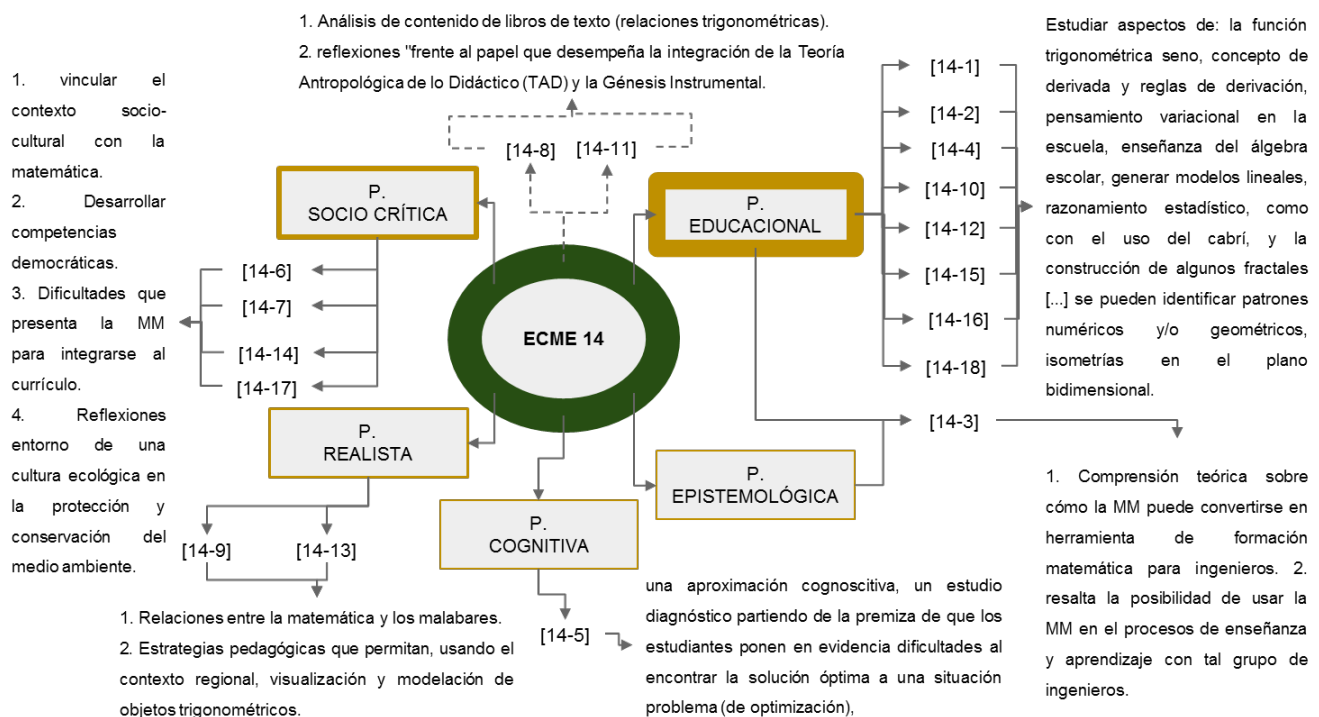 1. Análisis de contenido de libros de texto (relaciones trigonométricas).
2. reflexiones "frente al papel que desempeña la integración de la Teoría
Antropológica de lo Didáctico (TAD) y la Génesis Instrumental.
1. vincular el
contexto socio-
cultural con la
matemática.
2. Desarrollar
competencias
democráticas.
3. Dificultades que
presenta la MM
para integrarse al
currículo.
4. Reflexiones
entorno de una
cultura ecológica en
la protección y
conservación del
medio ambiente.
[14-8] [14-11]
P.
SOCIO CRÍTICA
[14-6]
[14-7]
[14-14]
[14-17]
P.
EDUCACIONAL
[14-1]
[14-2]
[14-4]
[14-10]
[14-12]
[14-15]
[14-16]
[14-18]
[14-3]
Estudiar aspectos de: la función
trigonométrica seno, concepto de
derivada y reglas de derivación,
pensamiento variacional en la
escuela, enseñanza del álgebra
escolar, generar modelos lineales,
razonamiento estadístico, como
con el uso del cabrí, y la
construcción de algunos fractales
[...] se pueden identificar patrones
numéricos y/o geométricos,
isometrías en el plano
bidimensional.
ECME 14
P.
REALISTA
[14-9] [14-13]
1. Relaciones entre la matemática y los malabares.
2. Estrategias pedagógicas que permitan, usando el
contexto regional, visualización y modelación de
objetos trigonométricos.
P.
COGNITIVA
[14-5]
una aproximación cognoscitiva, un estudio
diagnóstico partiendo de la premiza de que los
estudiantes ponen en evidencia dificultades al
encontrar la solución óptima a una situación
problema (de optimización),
P.
EPISTEMOLÓGICA
1. Comprensión teórica sobre
cómo la MM puede convertirse en
herramienta de formación
matemática para ingenieros. 2.
resalta la posibilidad de usar la
MM en el procesos de enseñanza
y aprendizaje con tal grupo de
ingenieros.